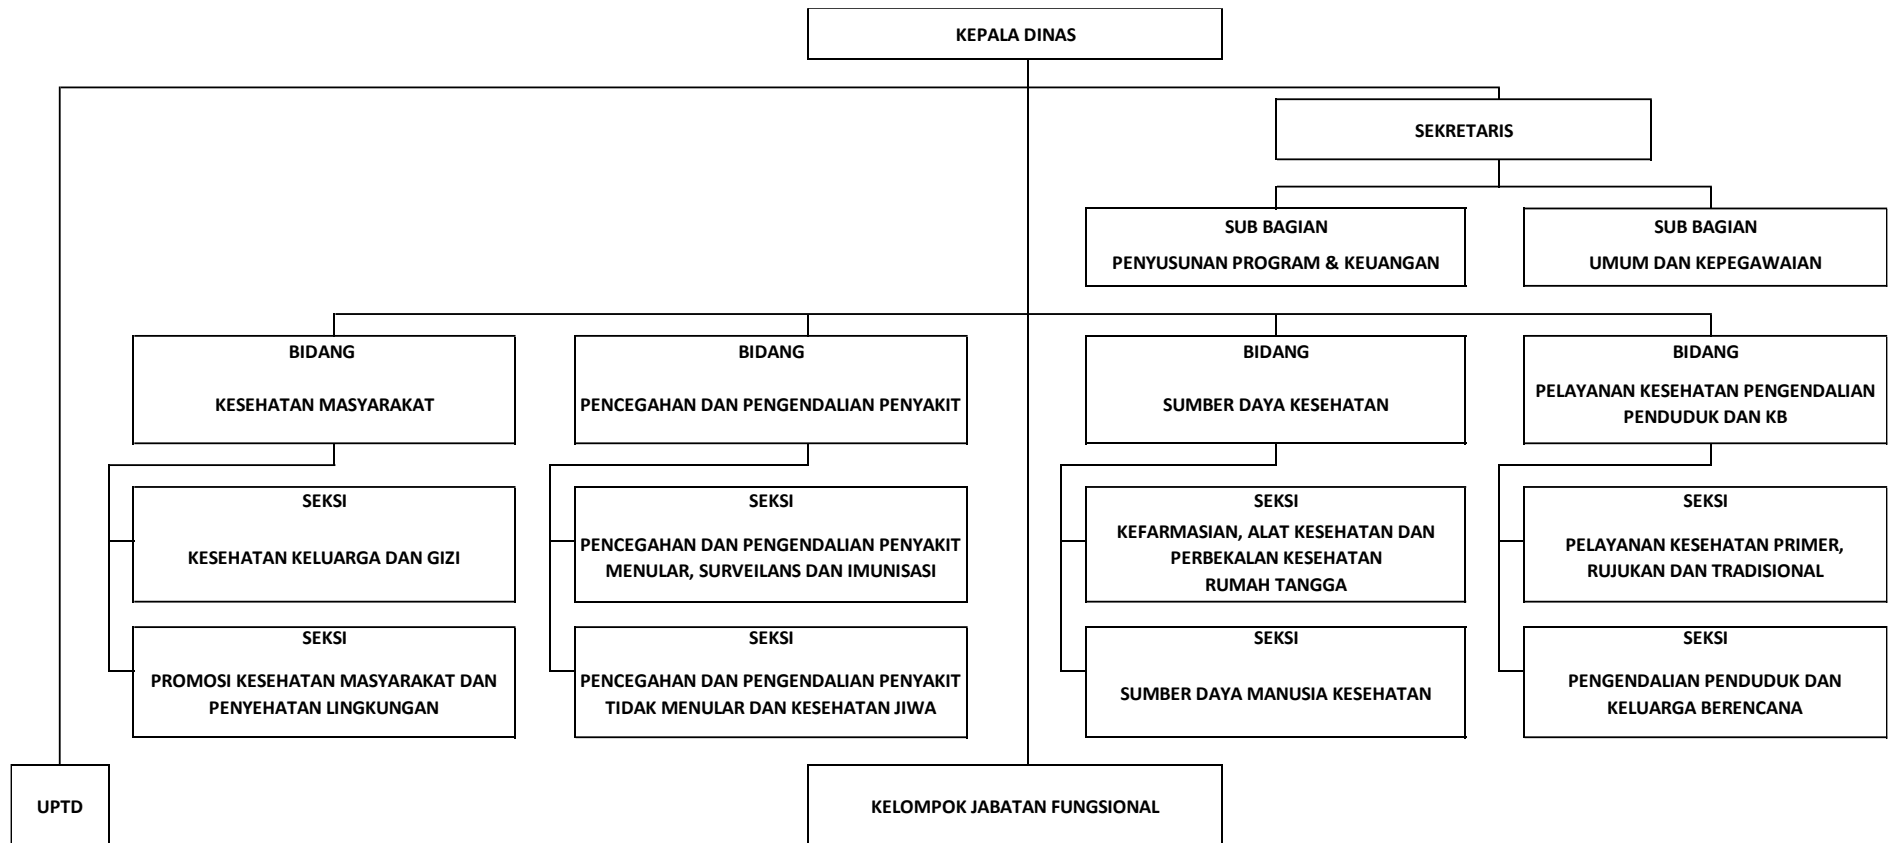 KEPALA DINAS
SEKRETARIS
SUB BAGIAN
PENYUSUNAN PROGRAM & KEUANGAN
SUB BAGIAN
UMUM DAN KEPEGAWAIAN
BIDANG
KESEHATAN MASYARAKAT
BIDANG
PENCEGAHAN DAN PENGENDALIAN PENYAKIT
BIDANG
SUMBER DAYA KESEHATAN
BIDANG
PELAYANAN KESEHATAN PENGENDALIAN
PENDUDUK DAN KB
SEKSI
KESEHATAN KELUARGA DAN GIZI
SEKSI
PENCEGAHAN DAN PENGENDALIAN PENYAKIT
MENULAR, SURVEILANS DAN IMUNISASI
SEKSI
KEFARMASIAN, ALAT KESEHATAN DAN
PERBEKALAN KESEHATAN
RUMAH TANGGA
SEKSI
PELAYANAN KESEHATAN PRIMER,
RUJUKAN DAN TRADISIONAL
SEKSI
PROMOSI KESEHATAN MASYARAKAT DAN
PENYEHATAN LINGKUNGAN
SEKSI
PENCEGAHAN DAN PENGENDALIAN PENYAKIT
TIDAK MENULAR DAN KESEHATAN JIWA
SEKSI
SUMBER DAYA MANUSIA KESEHATAN
SEKSI
PENGENDALIAN PENDUDUK DAN
KELUARGA BERENCANA
UPTD
KELOMPOK JABATAN FUNGSIONAL